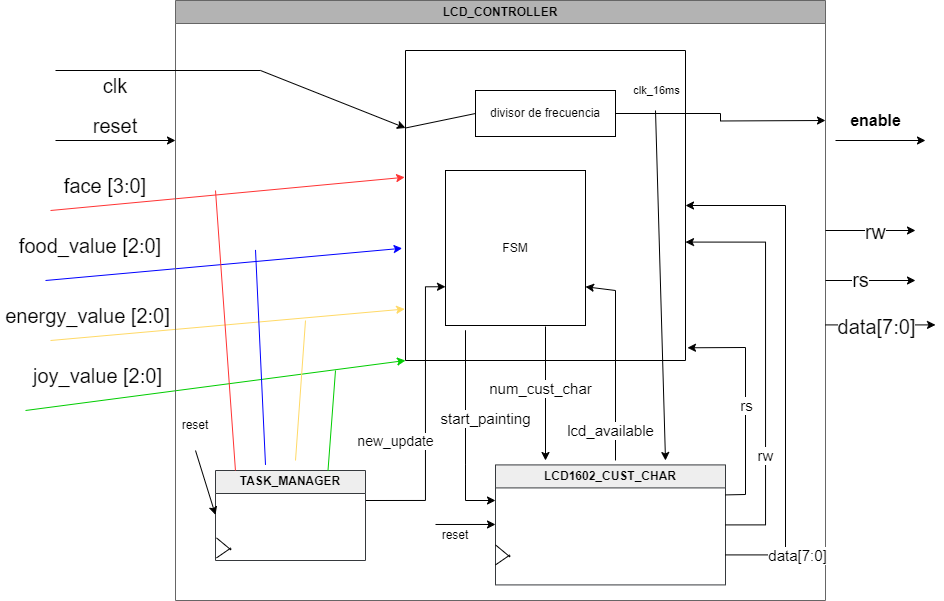 LCD_CONTROLLER
clk
clk_16ms
divisor de frecuencia
enable
reset
face [3:0]
food_value [2:0]
FSM
rw
rs
energy_value [2:0]
data[7:0]
joy_value [2:0]
num_cust_char
rs
start_painting
reset
lcd_available
new_update
rw
TASK_MANAGER
LCD1602_CUST_CHAR
reset
data[7:0]